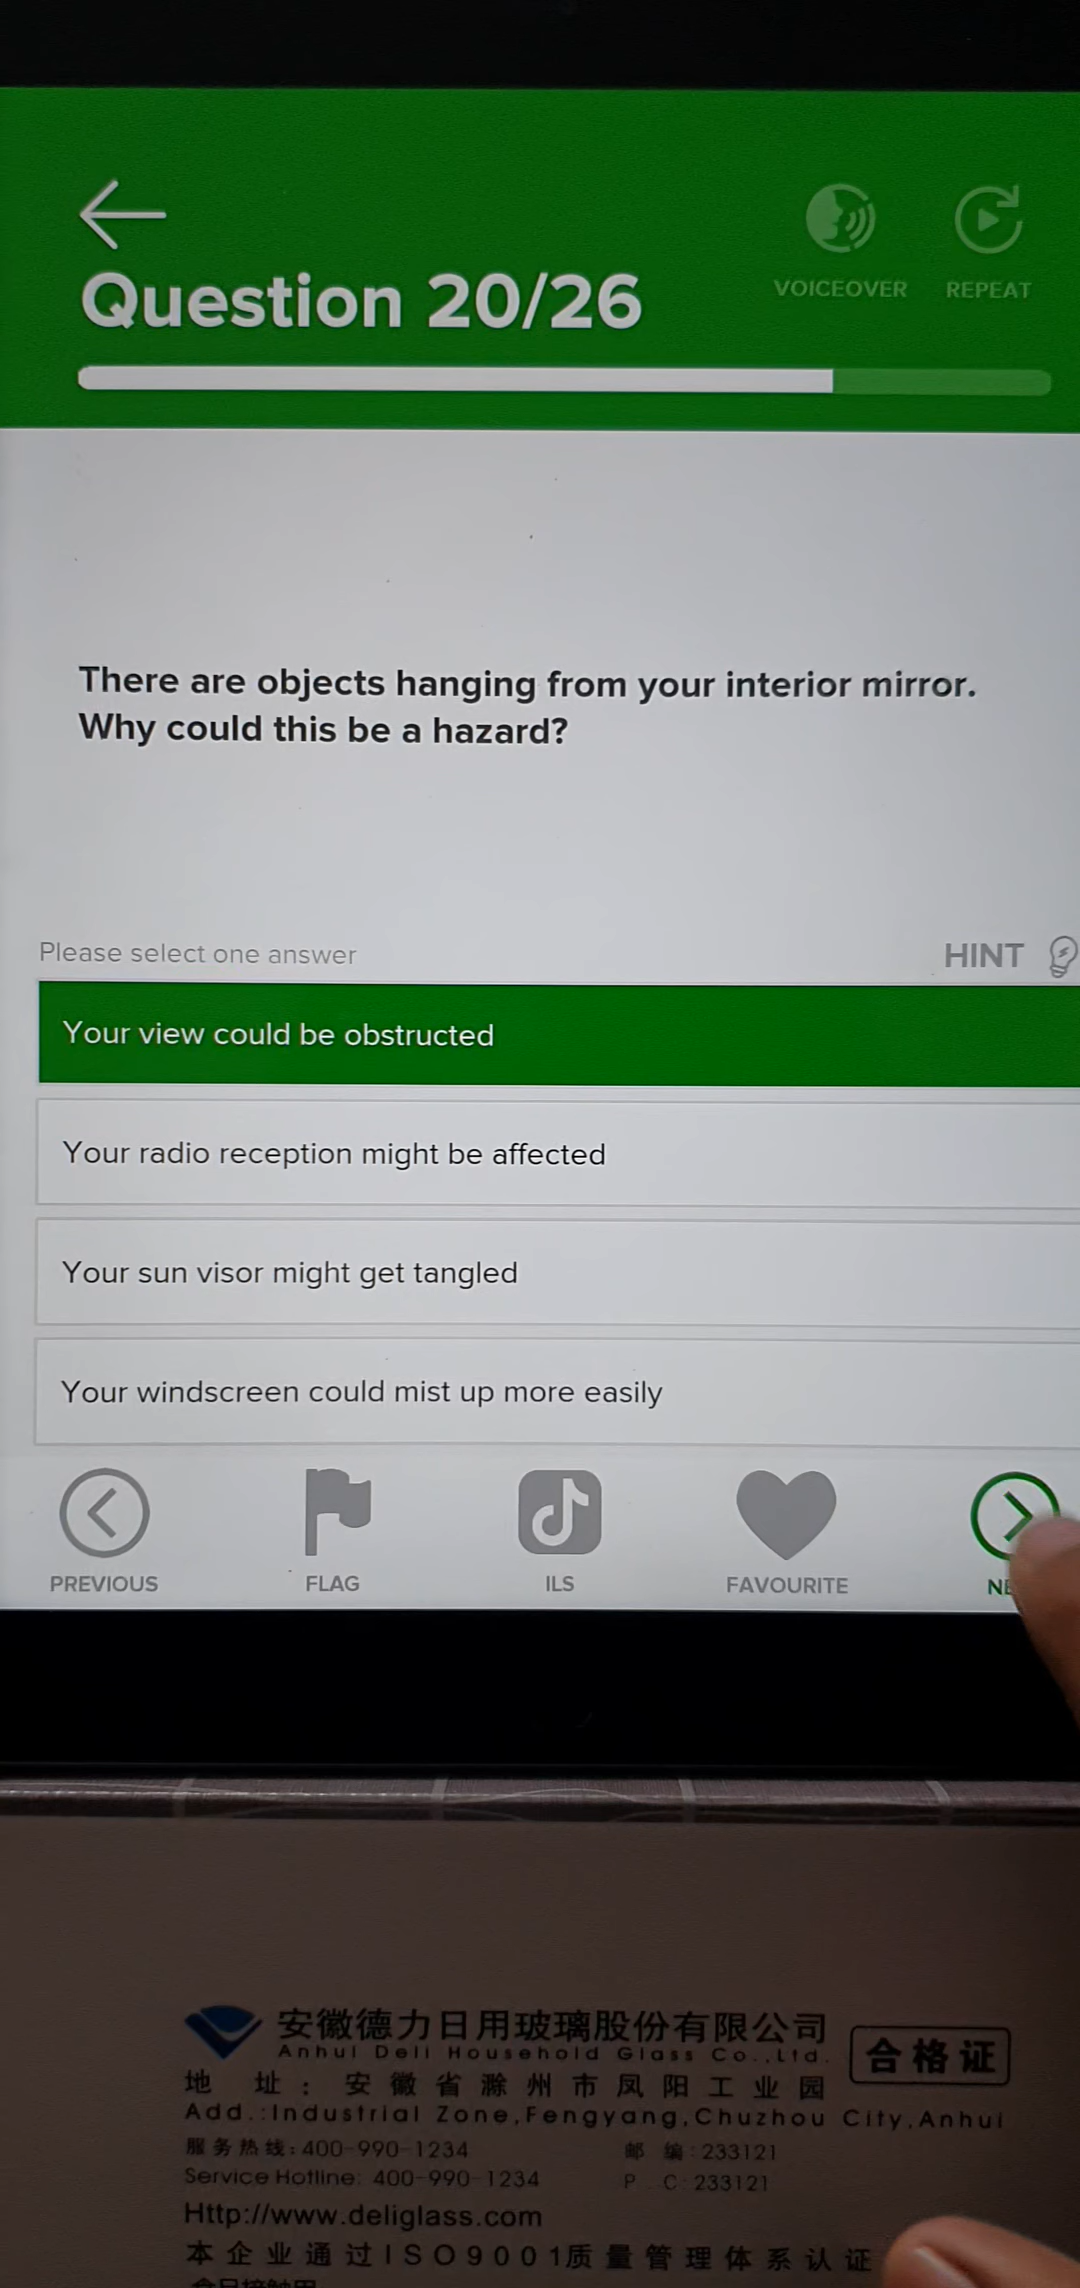 VOICEOVER REPEAT
Question 20/26
There are objects hanging from your interior mirror.
Why could this be a hazard?
Please select one answer
HINT
Your view could be obstructed
Your radio reception might be affected
Your sun visor might get tangled
Your windscreen could mist up more easily
PREVIOUS FLAG ILS FAVOURITE
安徽德力日用玻璃股份有限公司
Anhui Deli Household Glass Co.,Ltd.
合格证
地 址：安徽省滁州市凤阳工业园
Add.:Industrial Zone,Fengyang,Chuzhou City,Anhui
服务热线:400-990-1234 邮 编:233121
Service Hotline: 400-990-1234 P . C:233121
Http://www.deliglass.com
本企业通过ISO9001质量管理体系认证